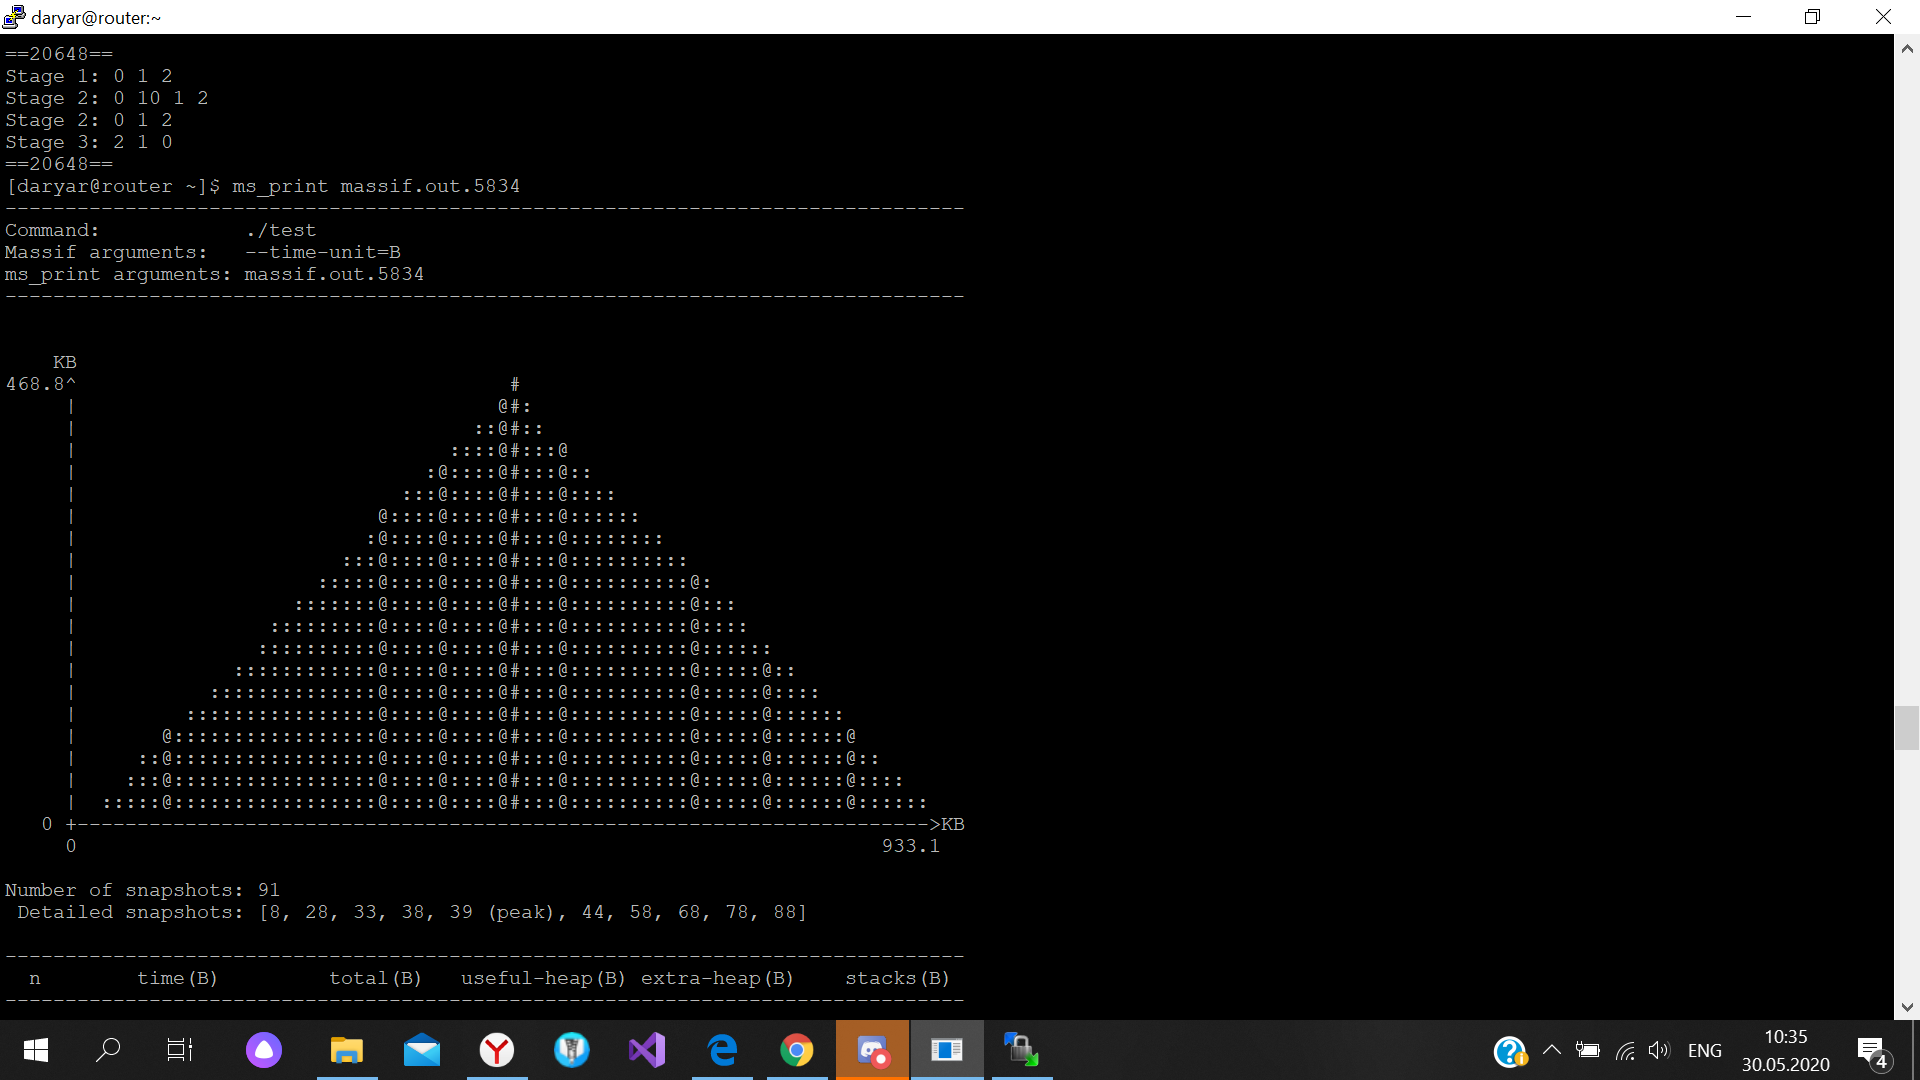 daryar@router:~
==20648==
Stage 1: 0 1 2
Stage 2: 0 10 1 2
Stage 2: 0 1 2
Stage 3: 2 1 0
==20648==
[daryar@router ~]$ ms_print massif.out.5834
--------------------------------------------------------------------------------
Command:            ./test
Massif arguments:   --time-unit=B
ms_print arguments: massif.out.5834
--------------------------------------------------------------------------------
    KB
468.8^                                    #
     |                                   @#:
     |                                 ::@#::
     |                               ::::@#:::@
     |                             :@::::@#:::@::
     |                           :::@::::@#:::@::::
     |                         @::::@::::@#:::@::::::
     |                        :@::::@::::@#:::@::::::::
     |                      :::@::::@::::@#:::@::::::::::
     |                    :::::@::::@::::@#:::@::::::::::@:
     |                  :::::::@::::@::::@#:::@::::::::::@:::
     |                :::::::::@::::@::::@#:::@::::::::::@::::
     |               ::::::::::@::::@::::@#:::@::::::::::@::::::
     |             ::::::::::::@::::@::::@#:::@::::::::::@:::::@::
     |           ::::::::::::::@::::@::::@#:::@::::::::::@:::::@::::
     |         ::::::::::::::::@::::@::::@#:::@::::::::::@:::::@::::::
     |       @:::::::::::::::::@::::@::::@#:::@::::::::::@:::::@::::::@
     |     ::@:::::::::::::::::@::::@::::@#:::@::::::::::@:::::@::::::@::
     |    :::@:::::::::::::::::@::::@::::@#:::@::::::::::@:::::@::::::@::::
     |  :::::@:::::::::::::::::@::::@::::@#:::@::::::::::@:::::@::::::@::::::
   0 +----------------------------------------------------------------------->KB
     0                                                                   933.1
Number of snapshots: 91
 Detailed snapshots: [8, 28, 33, 38, 39 (peak), 44, 58, 68, 78, 88]
--------------------------------------------------------------------------------
  n        time(B)         total(B)   useful-heap(B) extra-heap(B)    stacks(B)
--------------------------------------------------------------------------------
ENG
10:35
30.05.2020
4